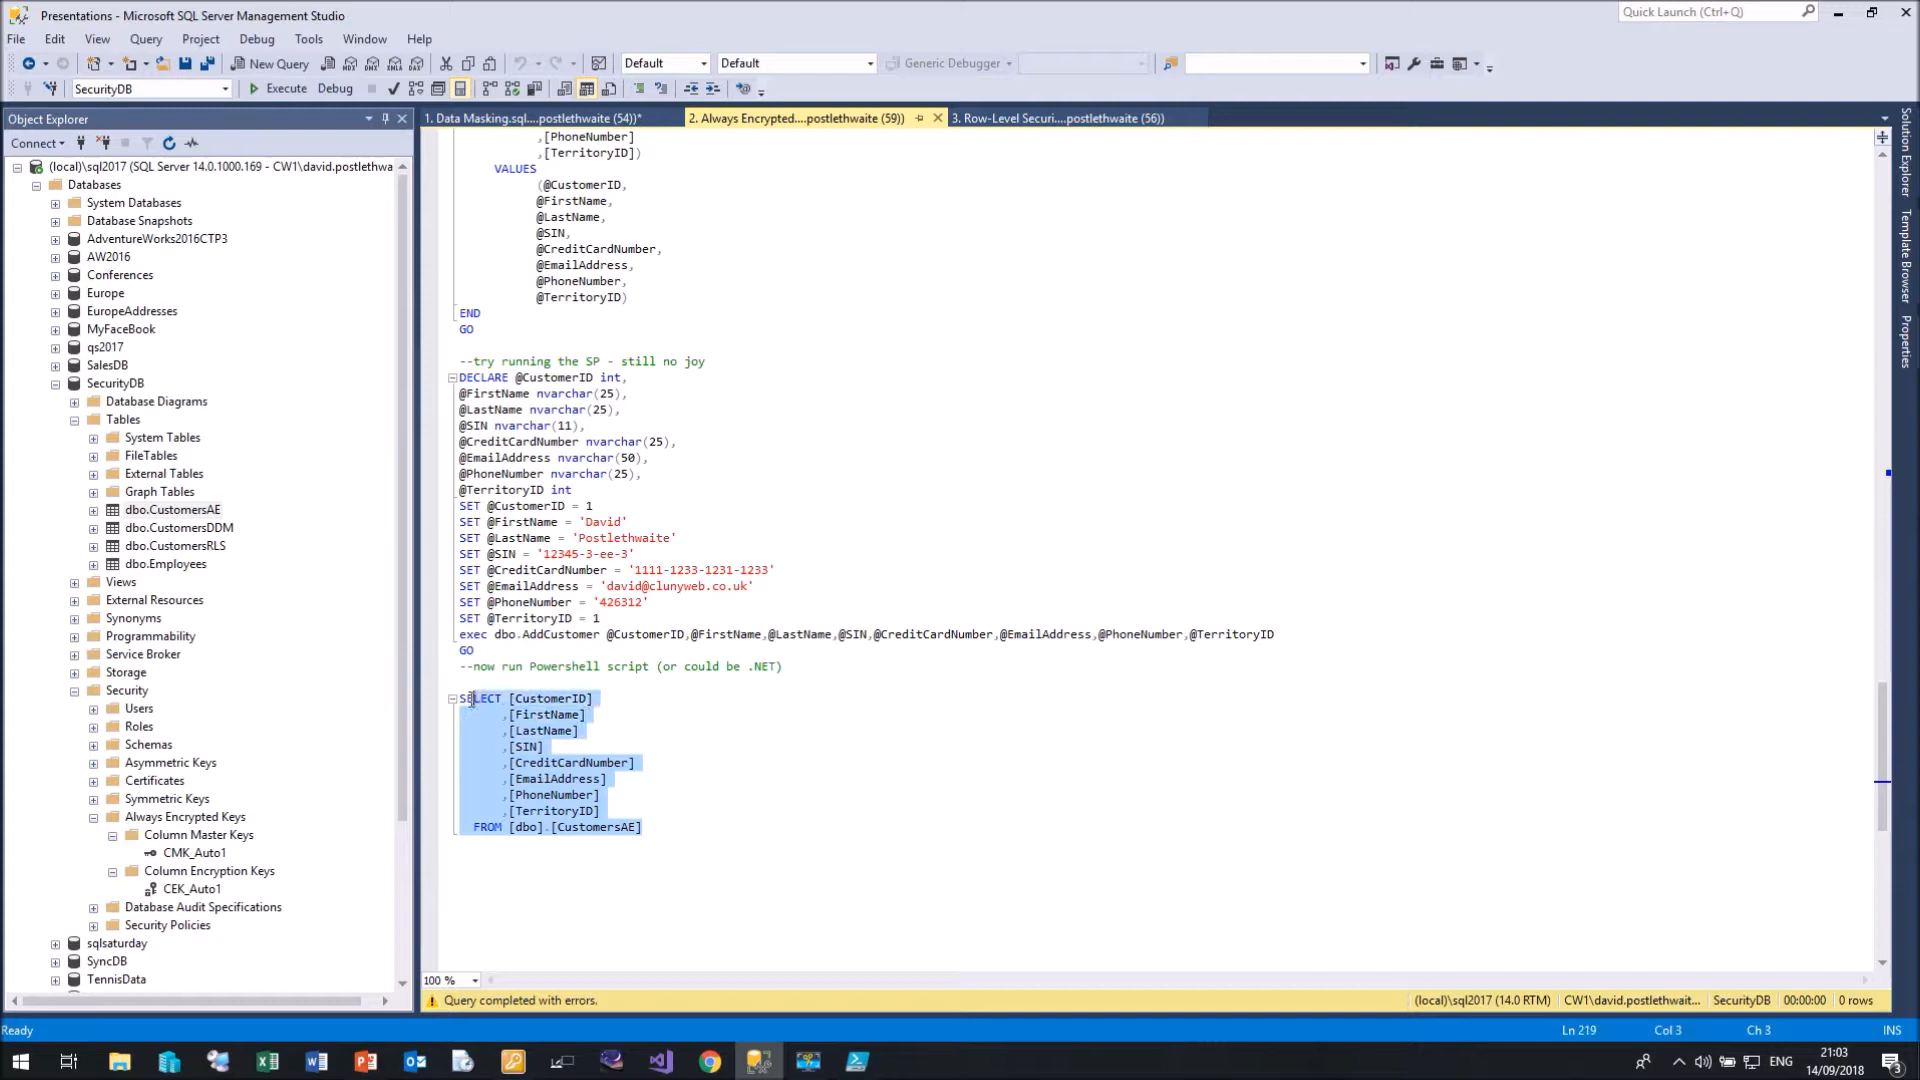 Presentations - Microsoft SQL Server Management Studio
Quick Launch (Ctrl+Q)
File Edit View Query Project Debug Tools Window Help
New Query Default Default Generic Debugger
SecurityDB Execute Debug
Object Explorer
1. Data Masking.sql....postlethwaite (54))*
2. Always Encrypted....postlethwaite (59))
3. Row-Level Securi....postlethwaite (56))
Connect
(local)\sql2017 (SQL Server 14.0.1000.169 - CW1\david.postlethwa
Databases
System Databases
Database Snapshots
AdventureWorks2016CTP3
AW2016
Conferences
Europe
EuropeAddresses
MyFaceBook
qs2017
SalesDB
SecurityDB
Database Diagrams
Tables
System Tables
FileTables
External Tables
Graph Tables
dbo.CustomersAE
dbo.CustomersDDM
dbo.CustomersRLS
dbo.Employees
Views
External Resources
Synonyms
Programmability
Service Broker
Storage
Security
Users
Roles
Schemas
Asymmetric Keys
Certificates
Symmetric Keys
Always Encrypted Keys
Column Master Keys
CMK_Auto1
Column Encryption Keys
CEK_Auto1
Database Audit Specifications
Security Policies
sqlsaturday
SyncDB
TennisData
,[PhoneNumber]
,[TerritoryID])
VALUES
(@CustomerID,
@FirstName,
@LastName,
@SIN,
@CreditCardNumber,
@EmailAddress,
@PhoneNumber,
@TerritoryID)
END
GO
--try running the SP - still no joy
DECLARE @CustomerID int,
@FirstName nvarchar(25),
@LastName nvarchar(25),
@SIN nvarchar(11),
@CreditCardNumber nvarchar(25),
@EmailAddress nvarchar(50),
@PhoneNumber nvarchar(25),
@TerritoryID int
SET @CustomerID = 1
SET @FirstName = 'David'
SET @LastName = 'Postlethwaite'
SET @SIN = '12345-3-ee-3'
SET @CreditCardNumber = '1111-1233-1231-1233'
SET @EmailAddress = 'david@clunyweb.co.uk'
SET @PhoneNumber = '426312'
SET @TerritoryID = 1
exec dbo.AddCustomer @CustomerID,@FirstName,@LastName,@SIN,@CreditCardNumber,@EmailAddress,@PhoneNumber,@TerritoryID
GO
--now run Powershell script (or could be .NET)
SELECT [CustomerID]
,[FirstName]
,[LastName]
,[SIN]
,[CreditCardNumber]
,[EmailAddress]
,[PhoneNumber]
,[TerritoryID]
FROM [dbo].[CustomersAE]
Solution Explorer
Template Browser
Properties
100 %
Query completed with errors.
(local)\sql2017 (14.0 RTM) CW1\david.postlethwait... SecurityDB 00:00:00 0 rows
Ready Ln 219 Col 3 Ch 3 INS
ENG
21:03
14/09/2018
3